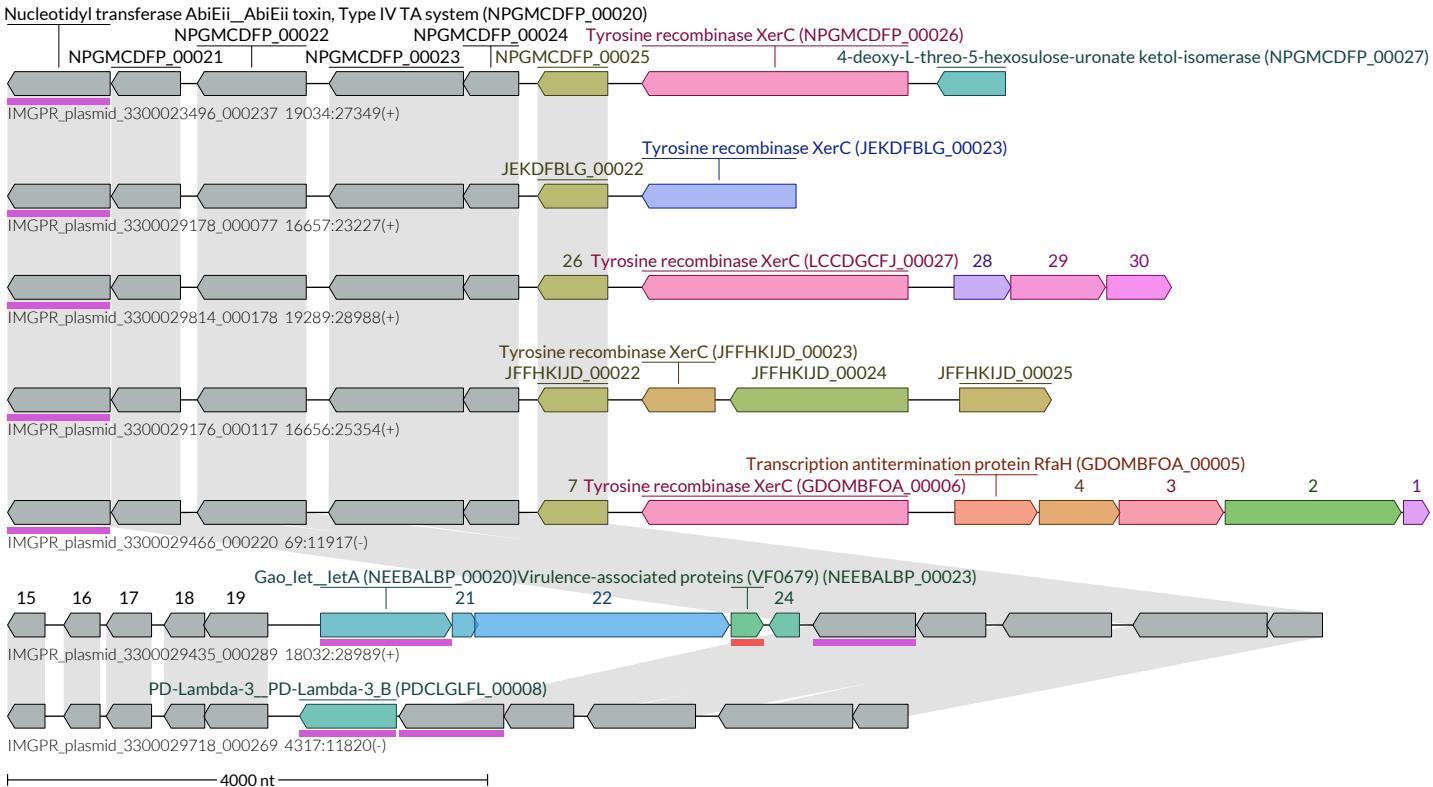 Nucleotidyl transferase AbiEii__AbiEii toxin, Type IV TA system (NPGMCDFP_00020)
NPGMCDFP_00022 NPGMCDFP_00024 Tyrosine recombinase XerC (NPGMCDFP_00026)
NPGMCDFP_00021 NPGMCDFP_00023 NPGMCDFP_00025 4-deoxy-L-threo-5-hexosulose-uronate ketol-isomerase (NPGMCDFP_00027)
IMGPR_plasmid_3300023496_000237 19034:27349(+)
Tyrosine recombinase XerC (JEKDFBLG_00023)
JEKDFBLG_00022
IMGPR_plasmid_3300029178_000077 16657:23227(+)
26 Tyrosine recombinase XerC (LCCDGCFJ_00027) 28 29 30
IMGPR_plasmid_3300029814_000178 19289:28988(+)
Tyrosine recombinase XerC (JFFHKIJD_00023)
JFFHKIJD_00022 JFFHKIJD_00024 JFFHKIJD_00025
IMGPR_plasmid_3300029176_000117 16656:25354(+)
Transcription antitermination protein RfaH (GDOMBFOA_00005)
7 Tyrosine recombinase XerC (GDOMBFOA_00006) 4 3 2 1
IMGPR_plasmid_3300029466_000220 69:11917(-)
Gao_Iet__IetA (NEEBALBP_00020) Virulence-associated proteins (VF0679) (NEEBALBP_00023)
15 16 17 18 19 21 22 24
IMGPR_plasmid_3300029435_000289 18032:28989(+)
PD-Lambda-3__PD-Lambda-3_B (PDCLGLFL_00008)
IMGPR_plasmid_3300029718_000269 4317:11820(-)
4000 nt